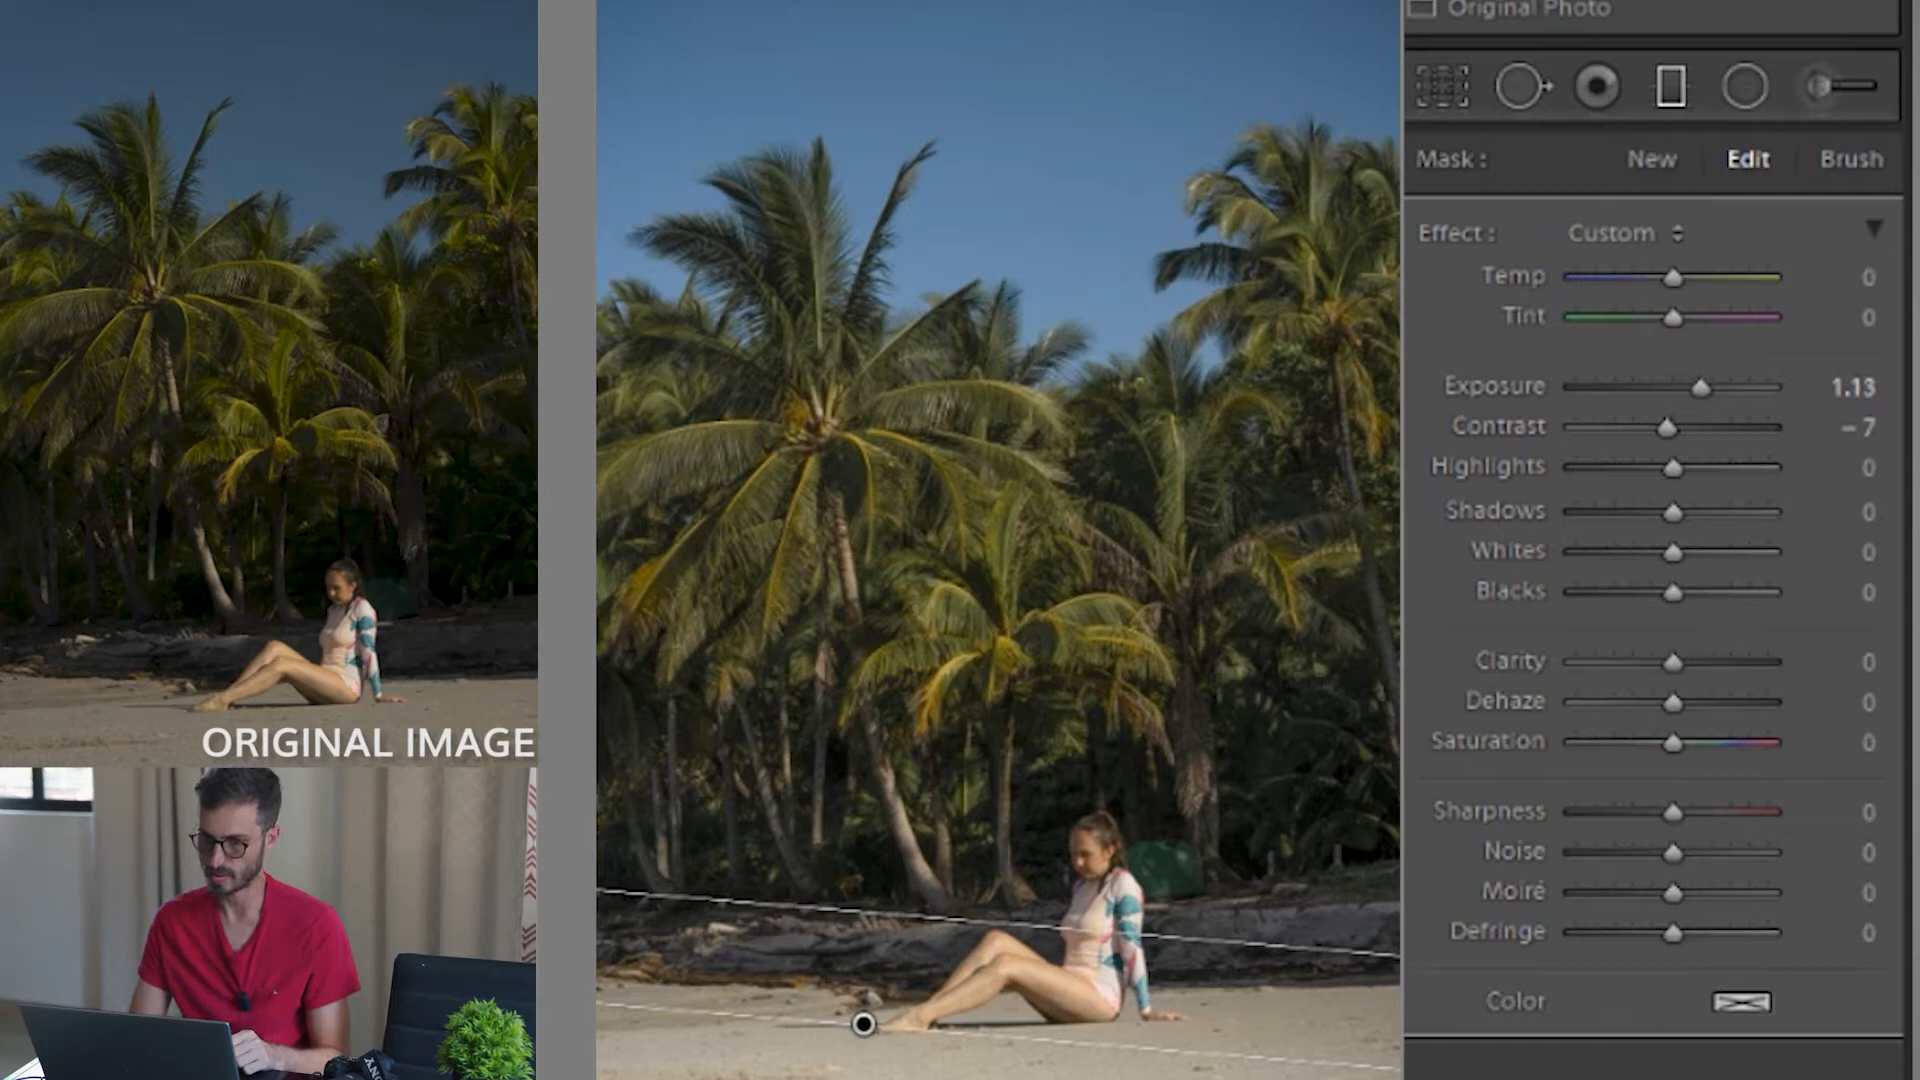 Original Photo
Mask : New Edit Brush
Effect : Custom
Temp 0
Tint 0
Exposure 1.13
Contrast – 7
Highlights 0
Shadows 0
Whites 0
Blacks 0
Clarity 0
Dehaze 0
Saturation 0
Sharpness 0
Noise 0
Moiré 0
Defringe 0
Color
ORIGINAL IMAGE
SONY